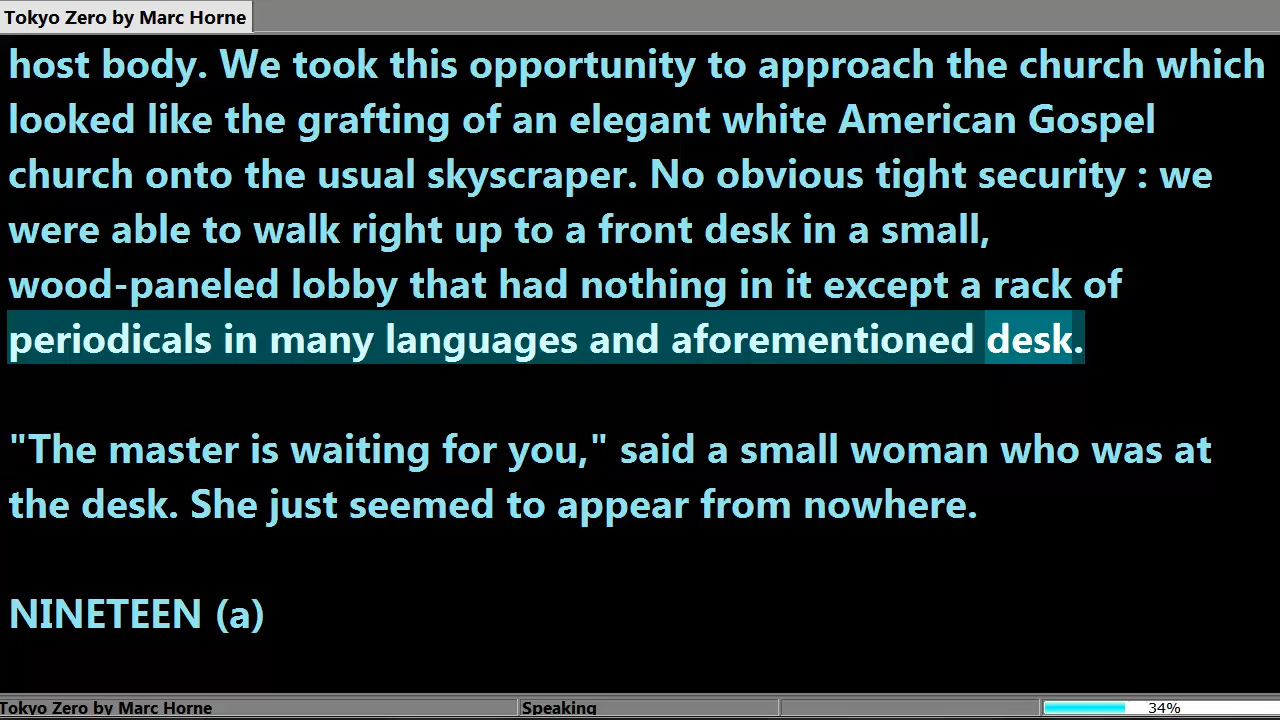 Tokyo Zero by Marc Horne
host body. We took this opportunity to approach the church which
looked like the grafting of an elegant white American Gospel
church onto the usual skyscraper. No obvious tight security : we
were able to walk right up to a front desk in a small,
wood-paneled lobby that had nothing in it except a rack of
periodicals in many languages and aforementioned desk.
"The master is waiting for you," said a small woman who was at
the desk. She just seemed to appear from nowhere.
NINETEEN (a)
Tokyo Zero by Marc Horne Speaking 34%